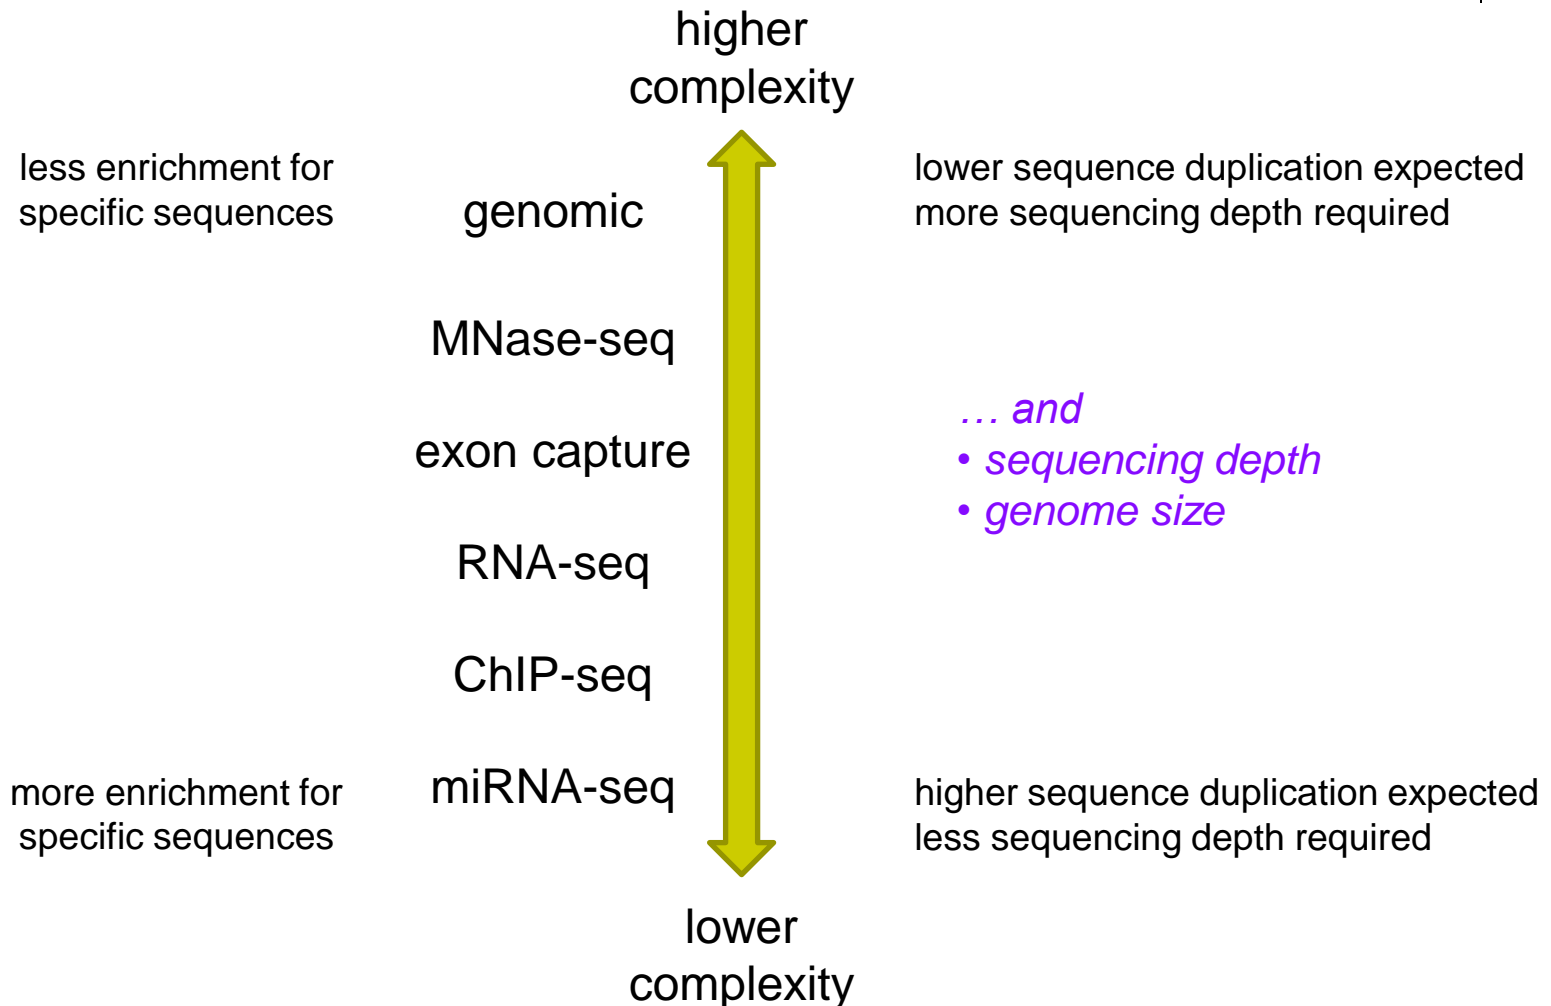 higher
complexity
less enrichment for
specific sequences
genomic
lower sequence duplication expected
more sequencing depth required
MNase-seq
exon capture
… and
• sequencing depth
• genome size
RNA-seq
ChIP-seq
more enrichment for
specific sequences
miRNA-seq
higher sequence duplication expected
less sequencing depth required
lower
complexity